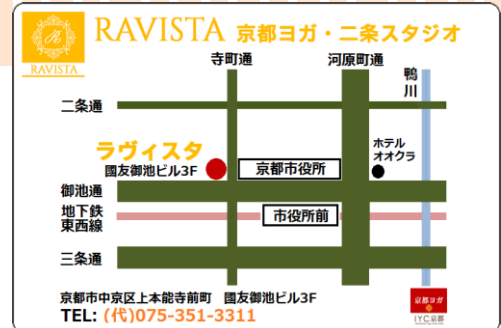 RAVISTA 京都ヨガ・二条スタジオ
RAVISTA
寺町通
河原町通
鴨川
二条通
ラヴィスタ
國友御池ビル3F
京都市役所
ホテル
オオクラ
御池通
地下鉄
東西線
市役所前
三条通
京都市中京区上本能寺前町 國友御池ビル3F
TEL: (代)075-351-3311
京都ヨガ
IYC京都